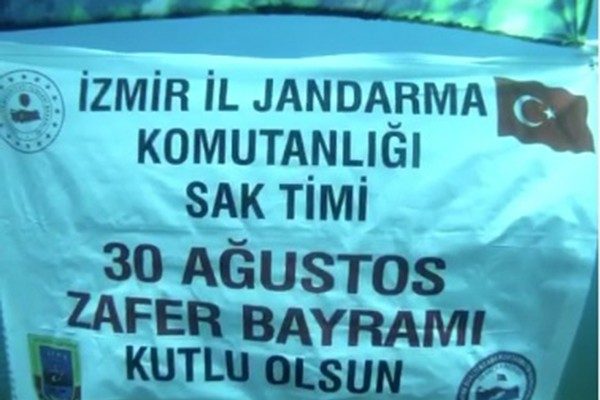 İZMİR İL JANDARMA
KOMUTANLIĞI
SAK TİMİ
30 AĞUSTOS
ZAFER BAYRAMI
KUTLU OLSUN